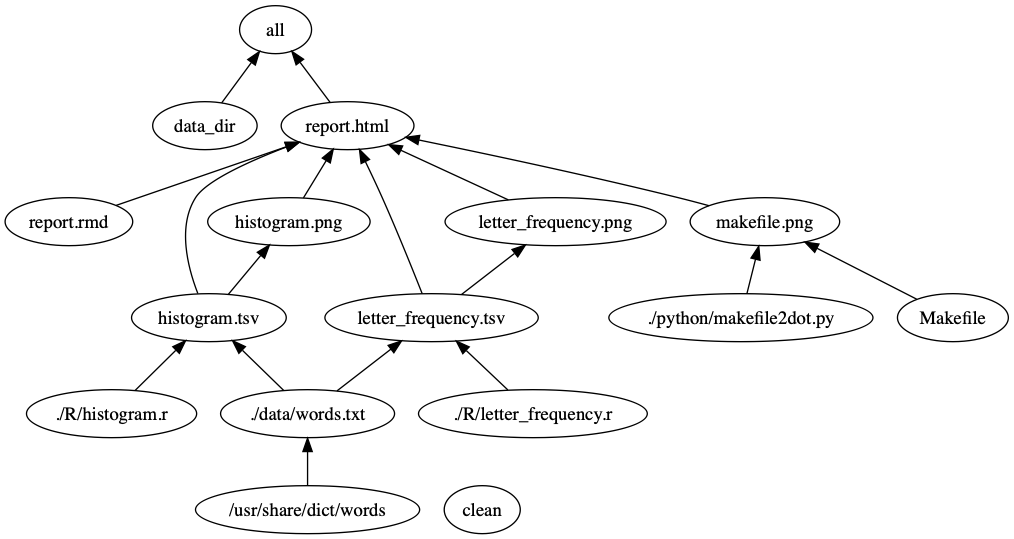 all
data_dir
report.html
report.rmd
histogram.png
letter_frequency.png
makefile.png
histogram.tsv
letter_frequency.tsv
./python/makefile2dot.py
Makefile
./R/histogram.r
./data/words.txt
./R/letter_frequency.r
/usr/share/dict/words
clean